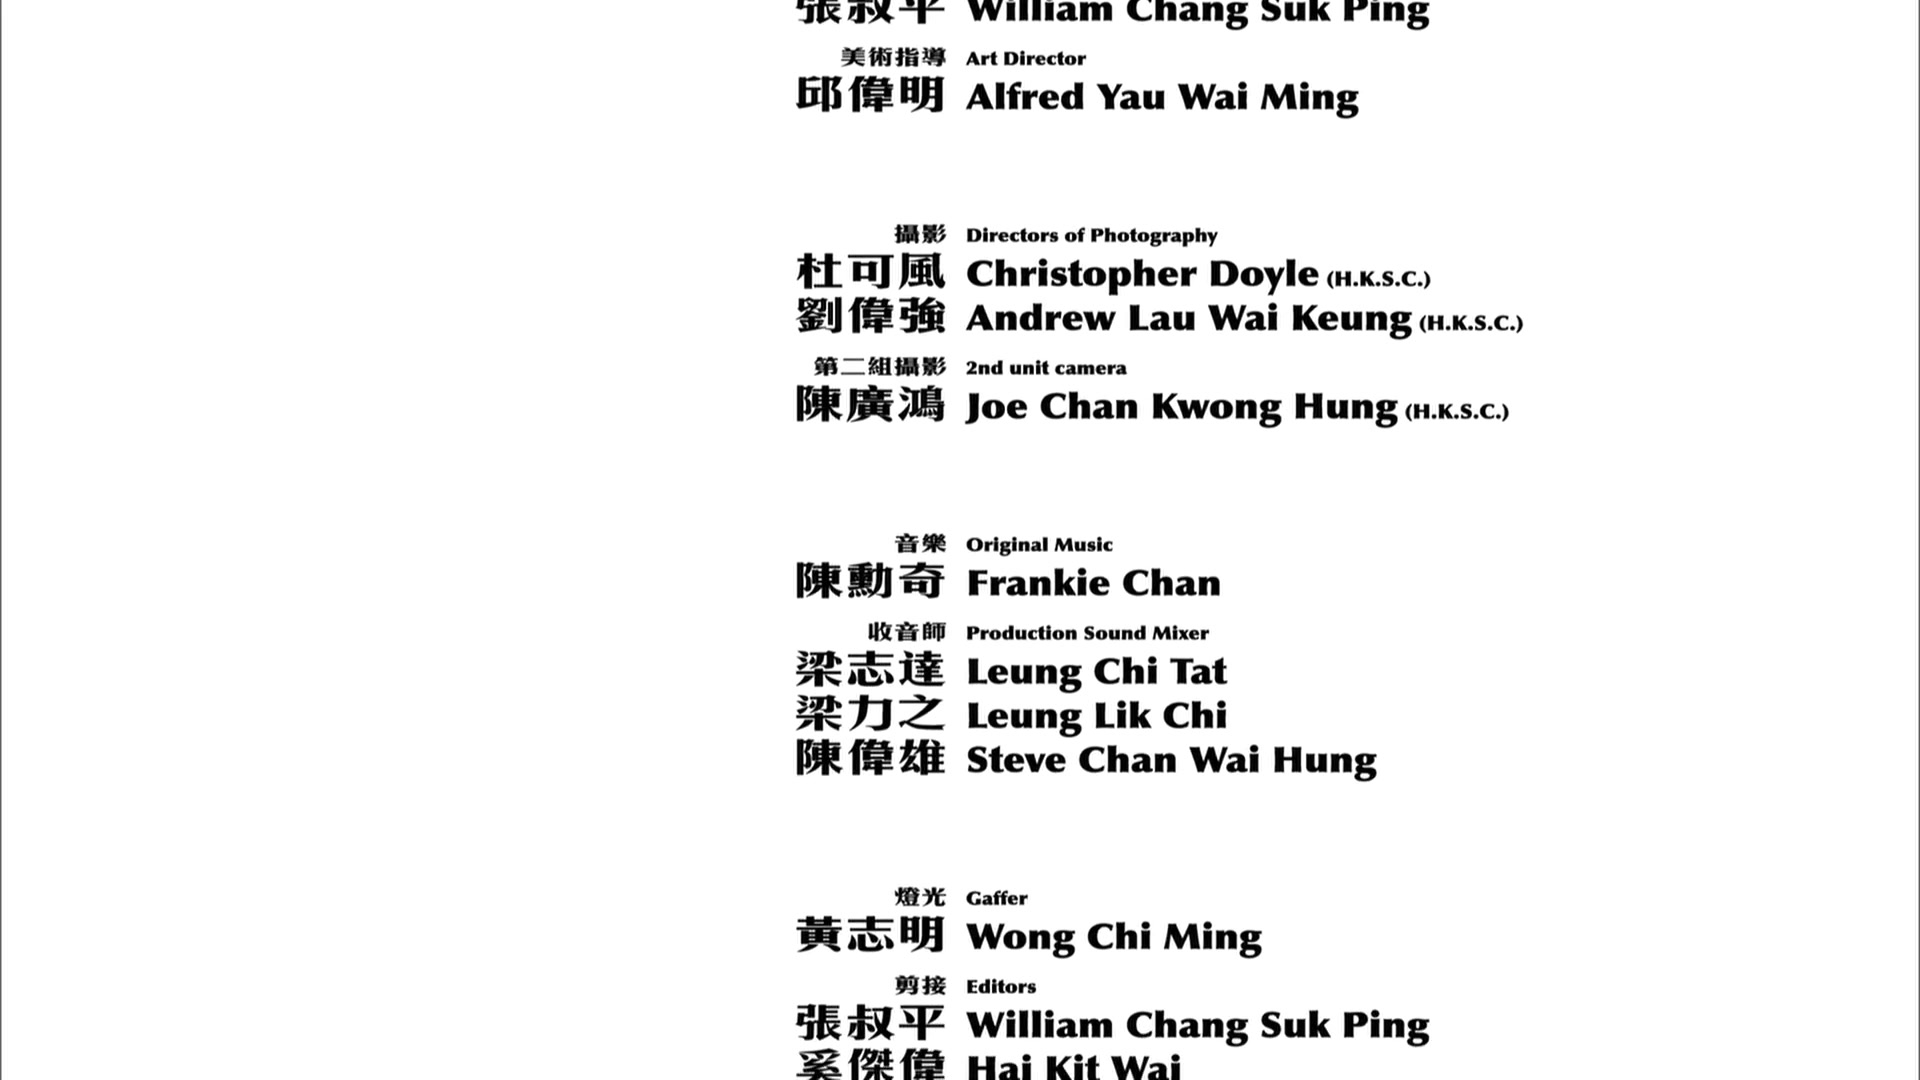 張叔平 William Chang Suk Ping
美術指導 Art Director
邱偉明 Alfred Yau Wai Ming
攝影 Directors of Photography
杜可風 Christopher Doyle (H.K.S.C.)
劉偉強 Andrew Lau Wai Keung (H.K.S.C.)
第二組攝影 2nd unit camera
陳廣鴻 Joe Chan Kwong Hung (H.K.S.C.)
音樂 Original Music
陳勳奇 Frankie Chan
收音師 Production Sound Mixer
梁志達 Leung Chi Tat
梁力之 Leung Lik Chi
陳偉雄 Steve Chan Wai Hung
燈光 Gaffer
黃志明 Wong Chi Ming
剪接 Editors
張叔平 William Chang Suk Ping
奚傑偉 Hai Kit Wai